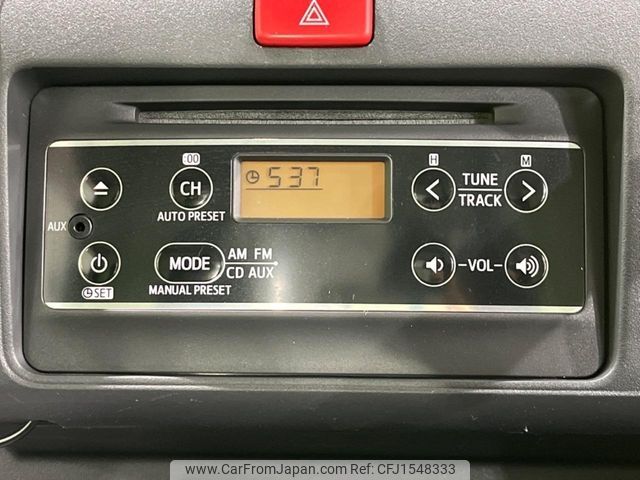 :00 H M
CH 537 TUNE
AUTO PRESET TRACK
AUX
MODE AM FM
CD AUX
-VOL-
SET MANUAL PRESET
www.CarFromJapan.com - CFJ1548333